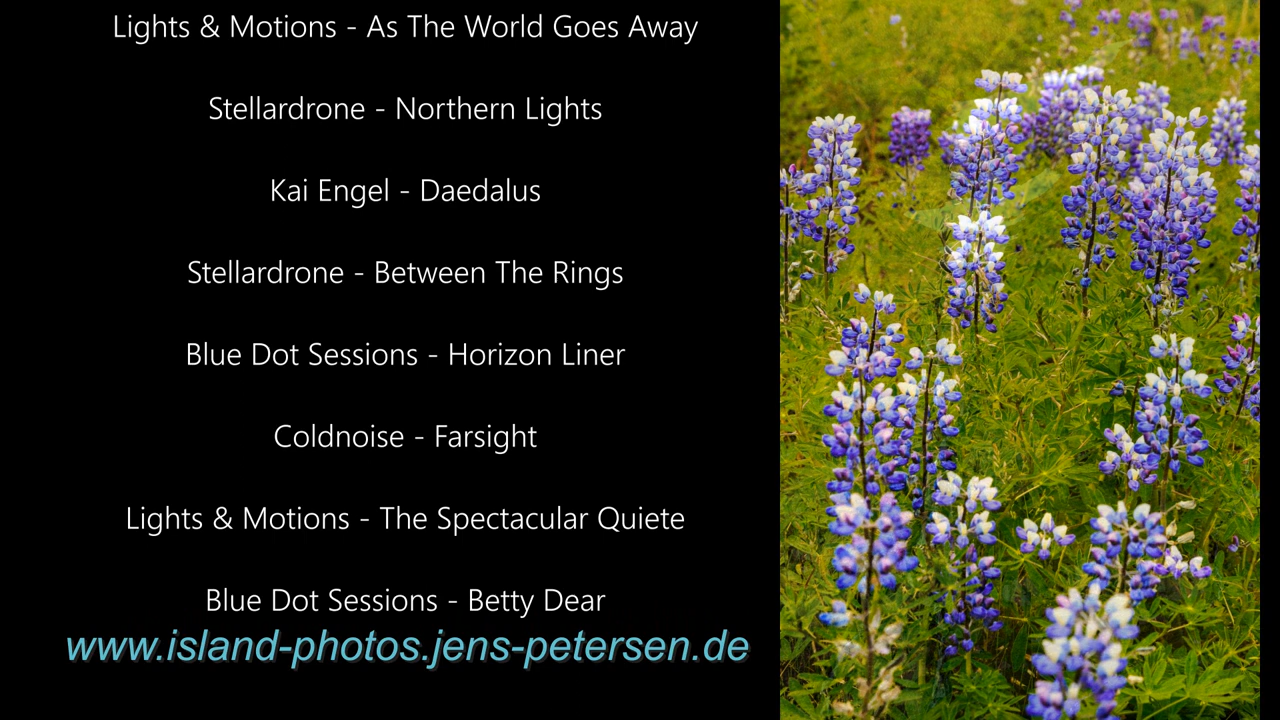 Lights & Motions - As The World Goes Away
Stellardrone - Northern Lights
Kai Engel - Daedalus
Stellardrone - Between The Rings
Blue Dot Sessions - Horizon Liner
Coldnoise - Farsight
Lights & Motions - The Spectacular Quiete
Blue Dot Sessions - Betty Dear
www.island-photos.jens-petersen.de